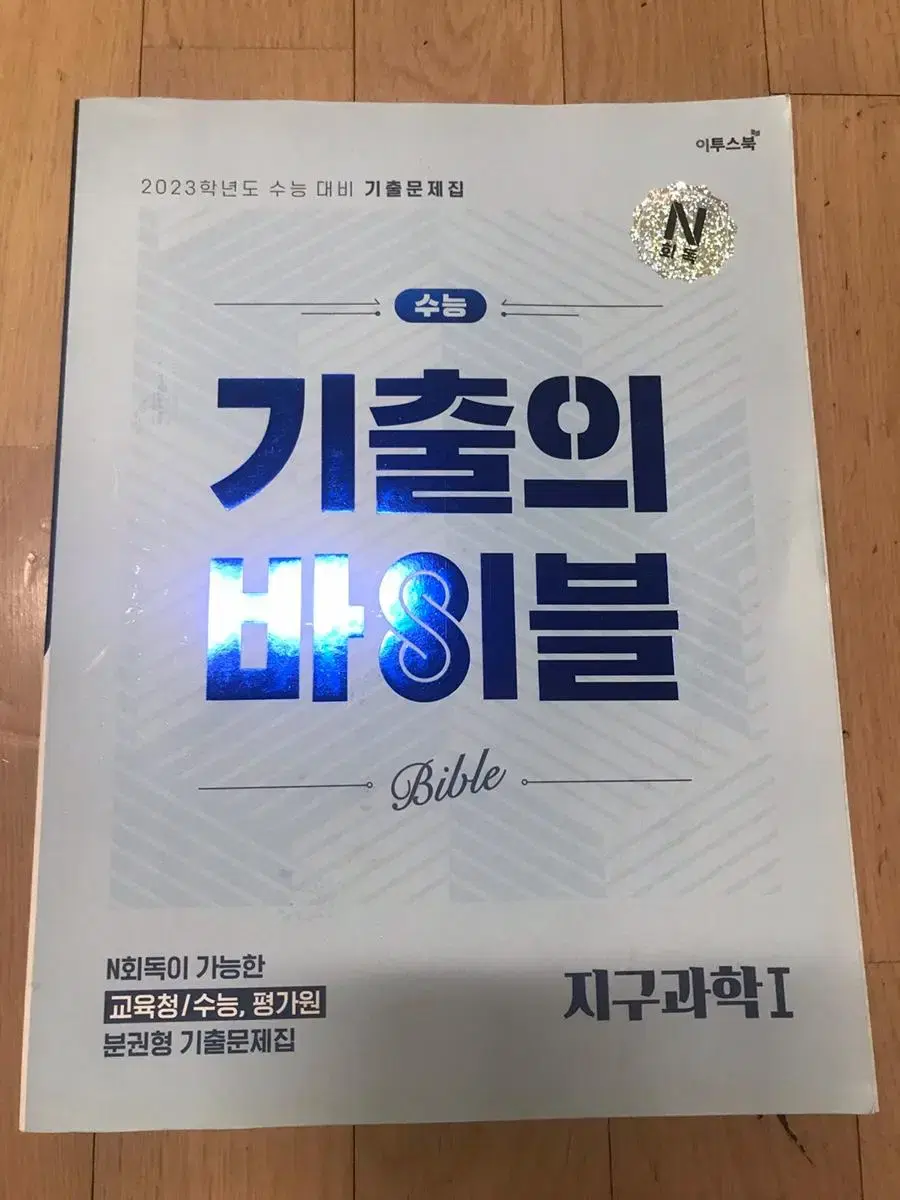 이투스북
2023학년도 수능 대비 기출문제집
N
회독
수능
기출의
바이블
Bible
N회독이 가능한
교육청/수능, 평가원
분권형 기출문제집
지구과학I